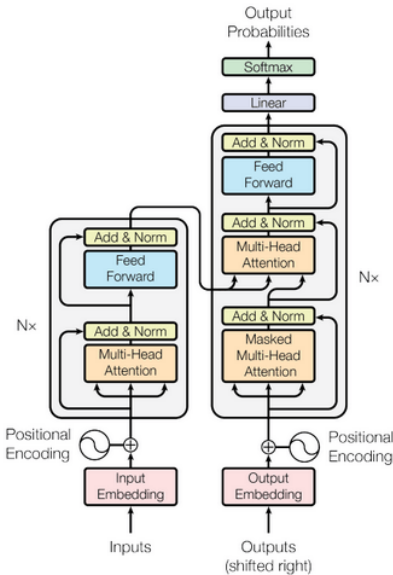 Output
Probabilities
Softmax
Linear
Add & Norm
Feed
Forward
Add & Norm
Multi-Head
Attention
Add & Norm
Masked
Multi-Head
Attention
N×
Add & Norm
Feed
Forward
Add & Norm
Multi-Head
Attention
N×
Positional
Encoding
Positional
Encoding
Input
Embedding
Output
Embedding
Inputs
Outputs
(shifted right)